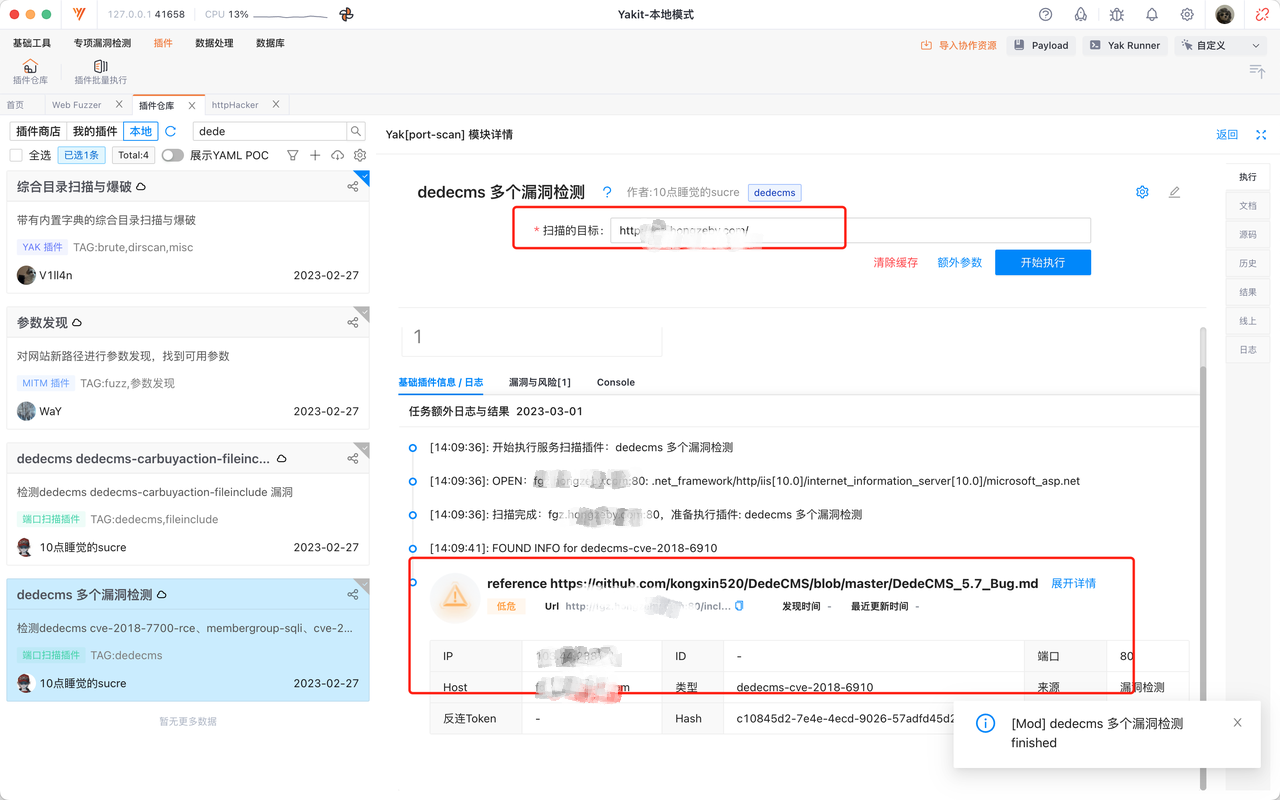 127.0.0.1 41658 CPU 13%
Yakit-本地模式
基础工具 专项漏洞检测 插件 数据处理 数据库
导入协作资源 Payload Yak Runner 自定义
插件仓库 插件批量执行
首页 Web Fuzzer 插件仓库 httpHacker
插件商店 我的插件 本地 dede
全选 已选1条 Total:4 展示YAML POC
综合目录扫描与爆破
带有内置字典的综合目录扫描与爆破
YAK 插件 TAG:brute,dirscan,misc
V1ll4n 2023-02-27
参数发现
对网站新路径进行参数发现，找到可用参数
MITM 插件 TAG:fuzz,参数发现
WaY 2023-02-27
dedecms dedecms-carbuyaction-fileinc...
检测dedecms dedecms-carbuyaction-fileinclude 漏洞
端口扫描插件 TAG:dedecms,fileinclude
10点睡觉的sucre 2023-02-27
dedecms 多个漏洞检测
检测dedecms cve-2018-7700-rce、membergroup-sqli、cve-2...
端口扫描插件 TAG:dedecms
10点睡觉的sucre 2023-02-27
暂无更多数据
Yak[port-scan] 模块详情 返回
dedecms 多个漏洞检测 ? 作者:10点睡觉的sucre dedecms
* 扫描的目标: http
清除缓存 额外参数 开始执行
1
基础插件信息 / 日志 漏洞与风险[1] Console
任务额外日志与结果 2023-03-01
[14:09:36]: 开始执行服务扫描插件：dedecms 多个漏洞检测
[14:09:36]: OPEN: :80: .net_framework/http/iis[10.0]/internet_information_server[10.0]/microsoft_asp.net
[14:09:36]: 扫描完成: :80，准备执行插件: dedecms 多个漏洞检测
[14:09:41]: FOUND INFO for dedecms-cve-2018-6910
reference https://github.com/kongxin520/DedeCMS/blob/master/DedeCMS_5.7_Bug.md 展开详情
低危 Url :80/incl... 发现时间 - 最近更新时间 -
IP ID - 端口 80
Host 类型 dedecms-cve-2018-6910 来源 漏洞检测
反连Token - Hash c10845d2-7e4e-4ecd-9026-57adfd45d2
执行
文档
源码
历史
结果
线上
日志
[Mod] dedecms 多个漏洞检测
finished